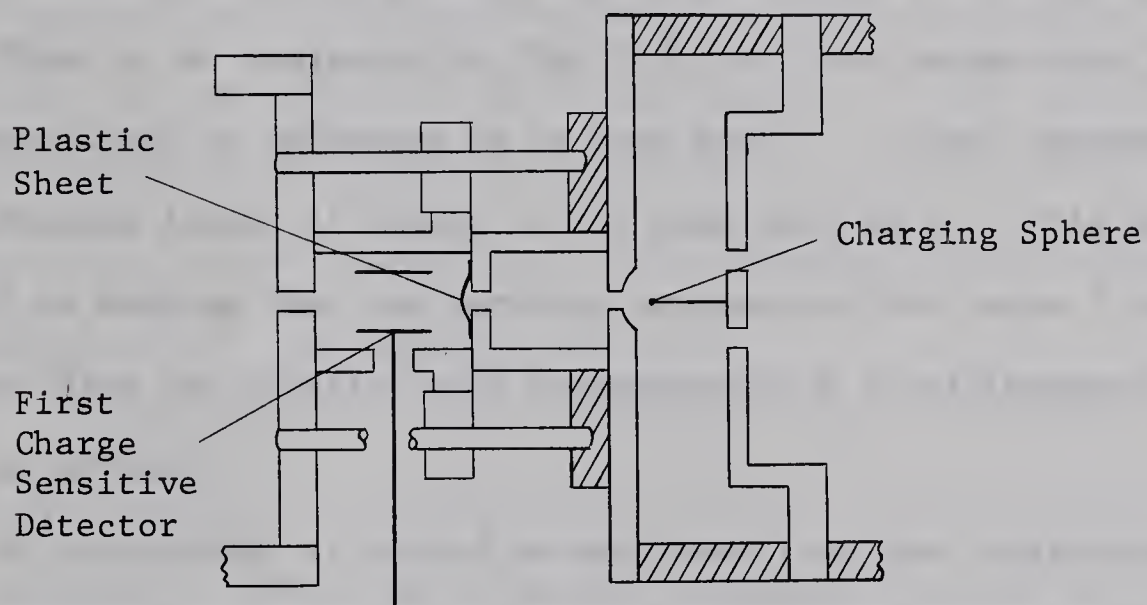 Plastic
Sheet
Charging Sphere
First
Charge
Sensitive
Detector